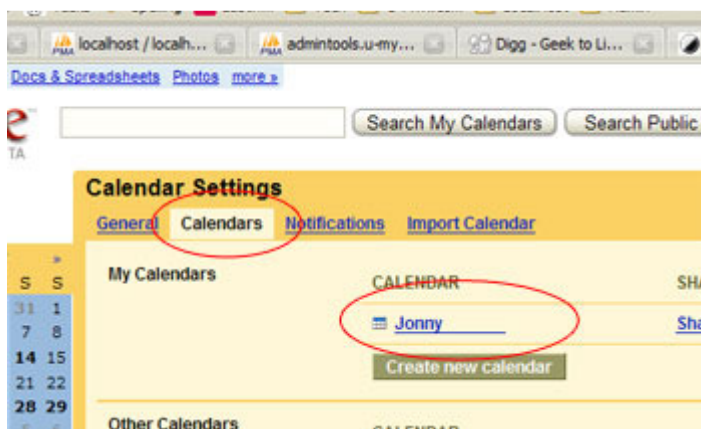 localhost / localh... admintools.u-my... Digg - Geek to Li...
Docs & Spreadsheets Photos more »
Search My Calendars Search Public
TA
Calendar Settings
General Calendars Notifications Import Calendar
»
My Calendars CALENDAR SHA
S S
31 1
Jonny Sha
7 8
14 15
Create new calendar
21 22
28 29
Other Calendars CALENDAR